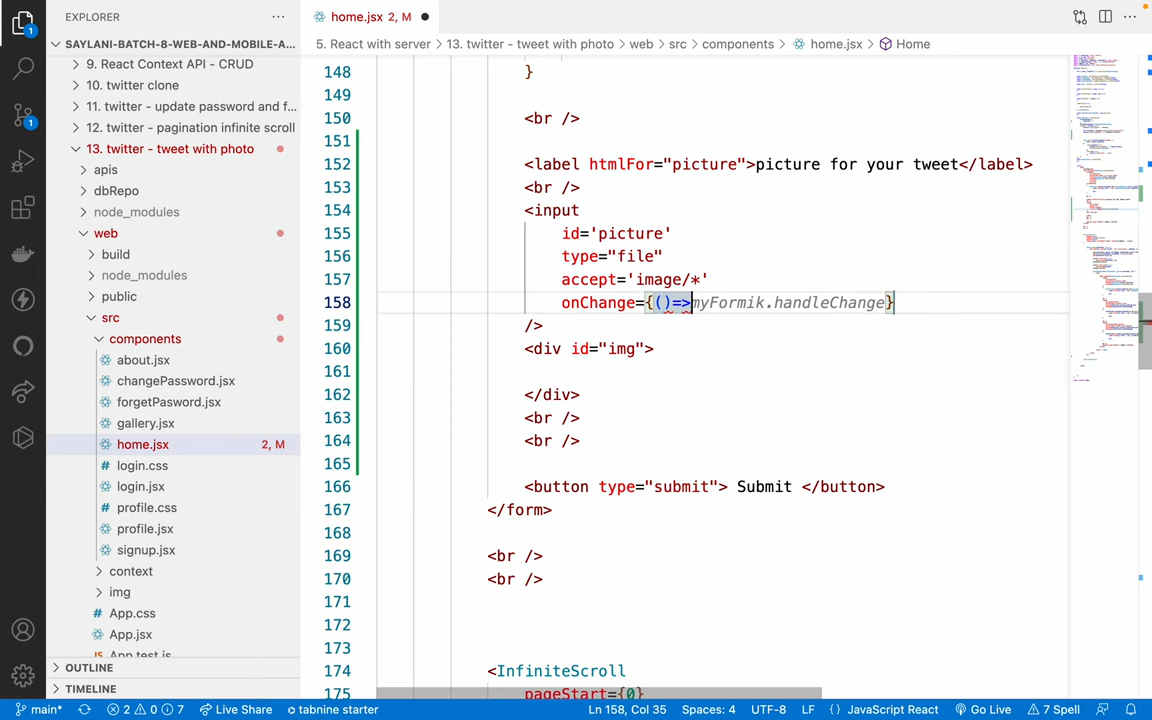 EXPLORER
home.jsx 2, M
SAYLANI-BATCH-8-WEB-AND-MOBILE-A...
5. React with server > 13. twitter - tweet with photo > web > src > components > home.jsx > Home
9. React Context API - CRUD
10. twitter clone
11. twitter - update password and f...
12. twitter - pagination infinite scroll
13. twitter - tweet with photo
apis
dbRepo
node_modules
web
build
node_modules
public
src
components
about.jsx
changePassword.jsx
forgetPasword.jsx
gallery.jsx
home.jsx 2, M
login.css
login.jsx
profile.css
profile.jsx
signup.jsx
context
img
App.css
App.jsx
App.test.js
OUTLINE
TIMELINE
148 }
149
150 <br />
151
152 <label htmlFor="picture">picture for your tweet</label>
153 <br />
154 <input
155 id='picture'
156 type="file"
157 accept='image/*'
158 onChange={()=>myFormik.handleChange}
159 />
160 <div id="img">
161
162 </div>
163 <br />
164 <br />
165
166 <button type="submit"> Submit </button>
167 </form>
168
169 <br />
170 <br />
171
172
173
174 <InfiniteScroll
175 pageStart={0}
1
1
main* 2 0 7 Live Share tabnine starter Ln 158, Col 35 Spaces: 4 UTF-8 LF {} JavaScript React Go Live 7 Spell